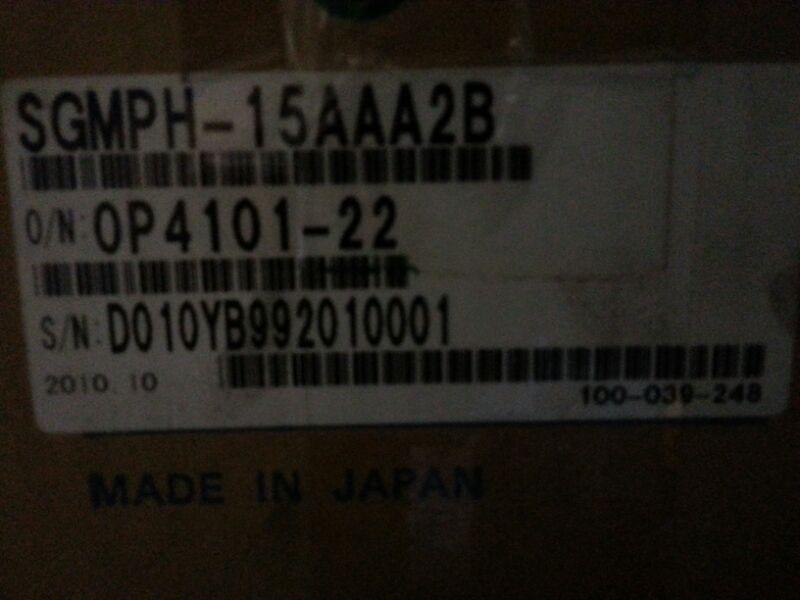 SGMPH-15AAA2B
O/N: OP4101-22
S/N: D010YB992010001
2010.10
100-039-248
MADE IN JAPAN